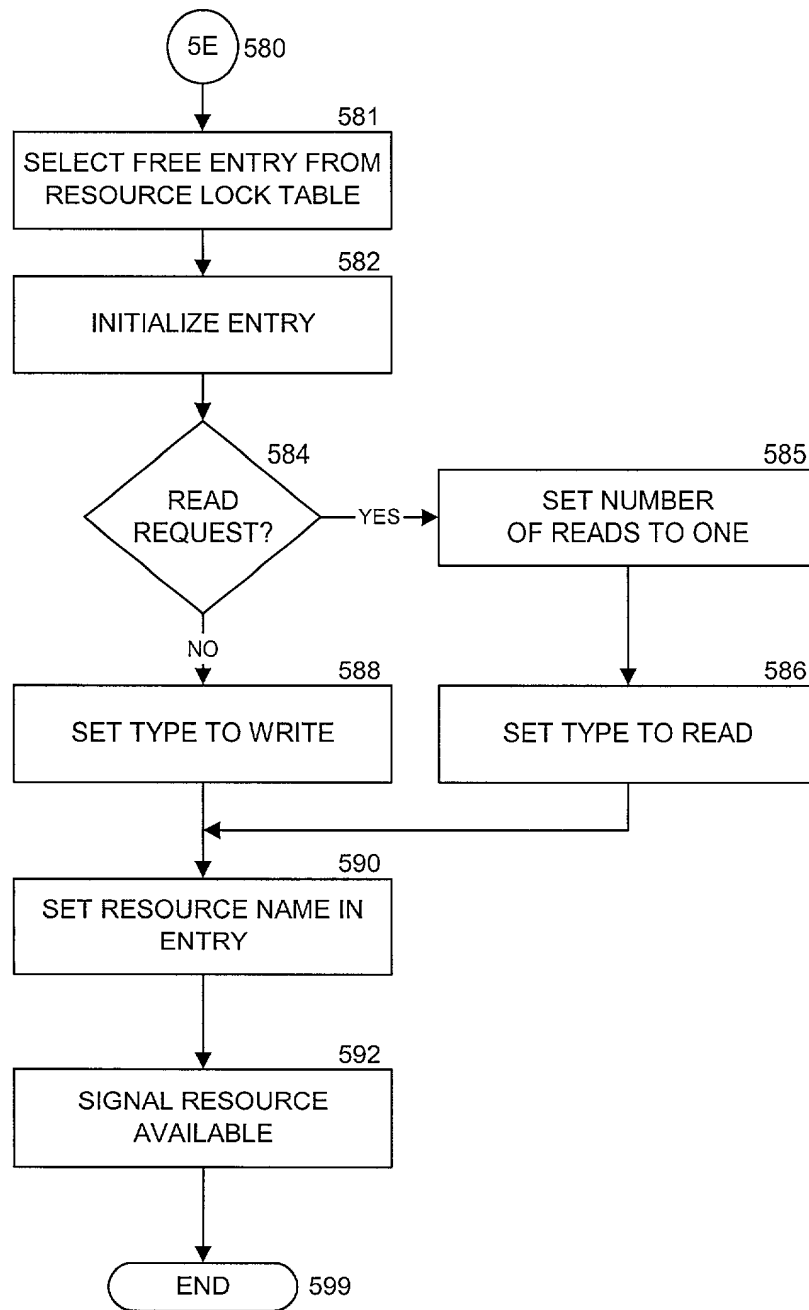 5E 580
581
SELECT FREE ENTRY FROM
RESOURCE LOCK TABLE
582
INITIALIZE ENTRY
584
READ
REQUEST?
YES
585
SET NUMBER
OF READS TO ONE
NO
588
SET TYPE TO WRITE
586
SET TYPE TO READ
590
SET RESOURCE NAME IN
ENTRY
592
SIGNAL RESOURCE
AVAILABLE
END 599